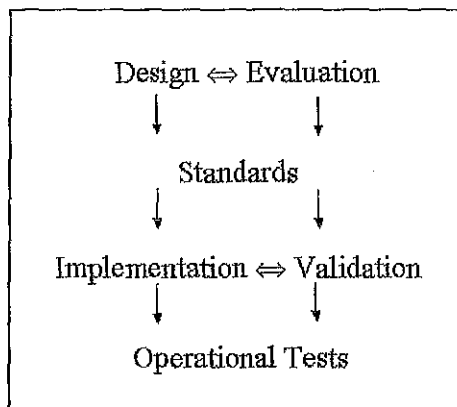 Design ⇔ Evaluation
Standards
Implementation ⇔ Validation
Operational Tests